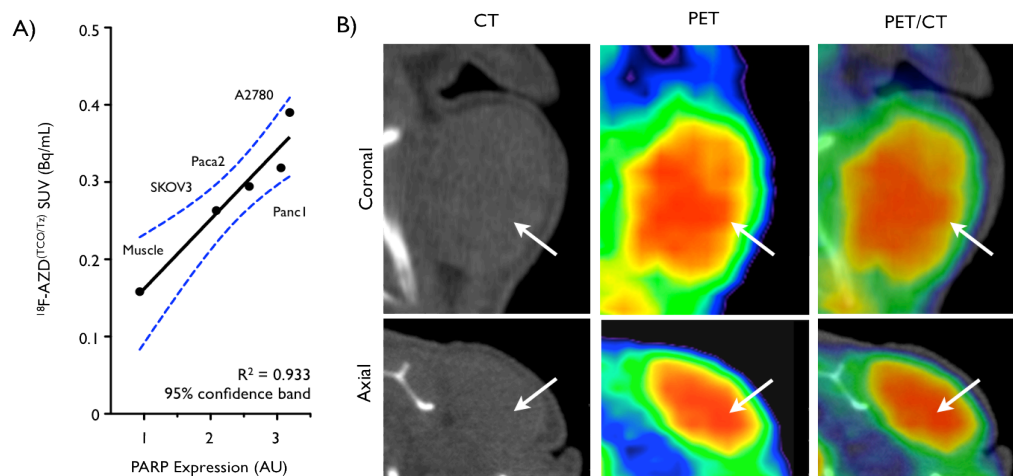 A)
0.5
0.4
0.3
0.2
0.1
0
¹⁸F-AZD⁽ᵀᶜᴼ/ᵀᶻ⁾ SUV (Bq/mL)
A2780
Paca2
SKOV3
Panc1
Muscle
R² = 0.933
95% confidence band
1 2 3
PARP Expression (AU)
B)
CT PET PET/CT
Coronal
Axial